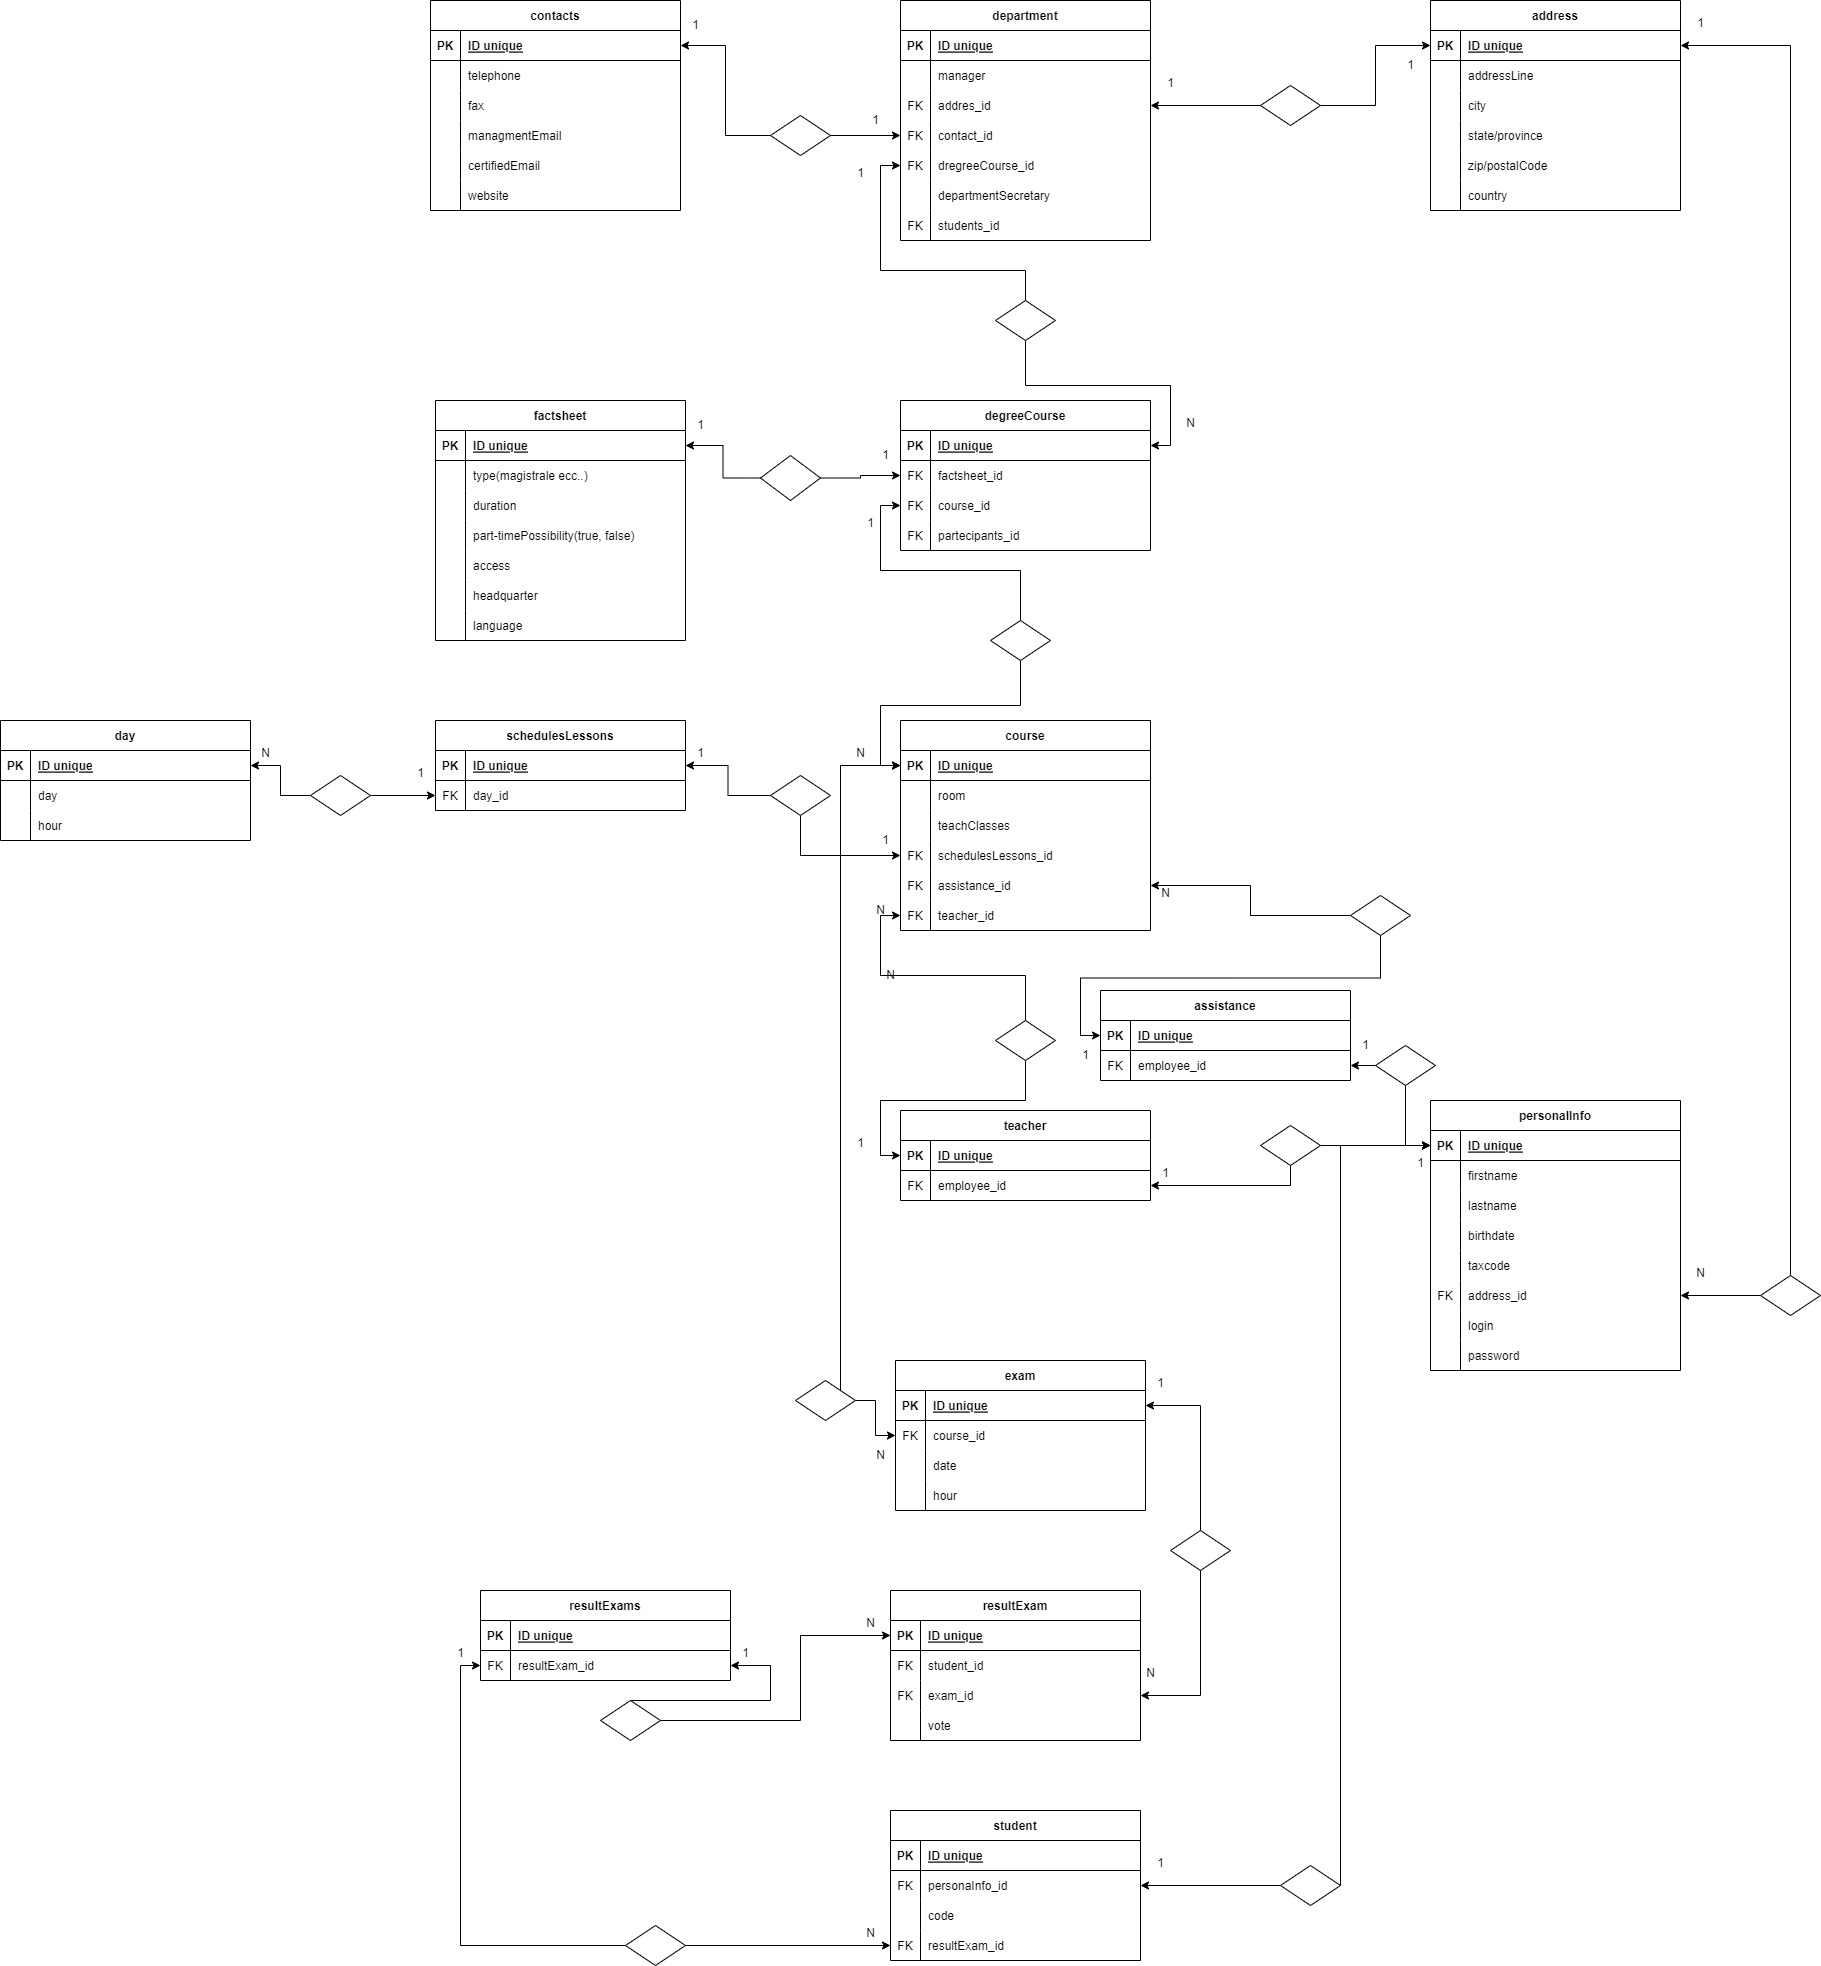 contacts
PK ID unique
telephone
fax
managmentEmail
certifiedEmail
website
1
1
department
PK ID unique
manager
FK addres_id
FK contact_id
FK dregreeCourse_id
departmentSecretary
FK students_id
1
1
1
address
PK ID unique
addressLine
city
state/province
zip/postalCode
country
1
factsheet
PK ID unique
type(magistrale ecc..)
duration
part-timePossibility(true, false)
access
headquarter
language
1
1
degreeCourse
PK ID unique
FK factsheet_id
FK course_id
FK partecipants_id
N
1
day
PK ID unique
day
hour
N
1
schedulesLessons
PK ID unique
FK day_id
1
N
1
course
PK ID unique
room
teachClasses
FK schedulesLessons_id
FK assistance_id
FK teacher_id
N
N
N
assistance
PK ID unique
FK employee_id
1
1
teacher
PK ID unique
FK employee_id
1
1
personalInfo
PK ID unique
firstname
lastname
birthdate
taxcode
FK address_id
login
password
1
N
exam
PK ID unique
FK course_id
date
hour
1
N
resultExams
PK ID unique
FK resultExam_id
1
1
N
resultExam
PK ID unique
FK student_id
FK exam_id
vote
N
student
PK ID unique
FK personalnfo_id
code
FK resultExam_id
1
N